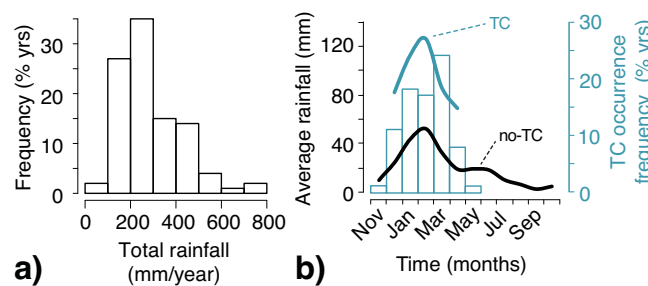 Frequency (% yrs)
30
20
10
0
0
200
400
600
800
Total rainfall
(mm/year)
a)
Average rainfall (mm)
120
80
40
0
TC
no-TC
30
20
10
0
TC occurrence
frequency (% yrs)
Nov
Jan
Mar
May
Jul
Sep
Time (months)
b)